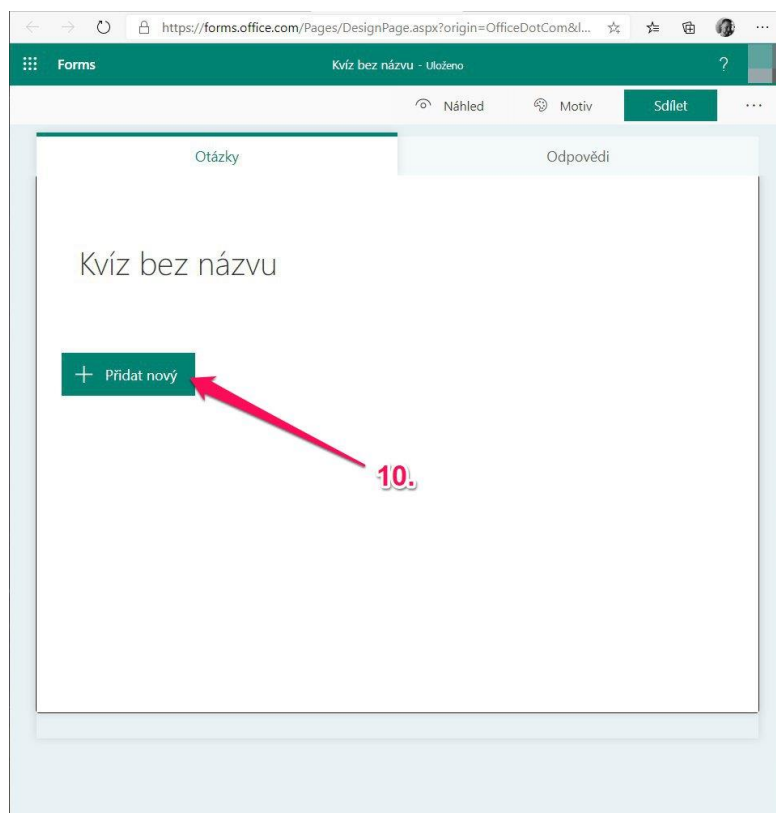 https://forms.office.com/Pages/DesignPage.aspx?origin=OfficeDotCom&l...
Forms
Kvíz bez názvu - Uloženo
?
Náhled
Motiv
Sdílet
Otázky
Odpovědi
Kvíz bez názvu
+ Přidat nový
10.